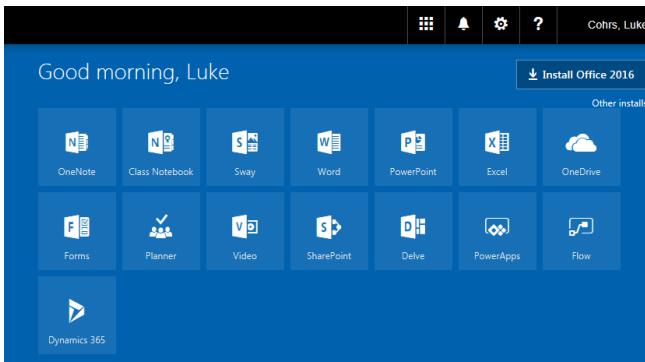 ? Cohrs, Luke
Good morning, Luke
Install Office 2016
Other installs
N N S W P X
OneNote Class Notebook Sway Word PowerPoint Excel OneDrive
F V S D
Forms Planner Video SharePoint Delve PowerApps Flow
Dynamics 365